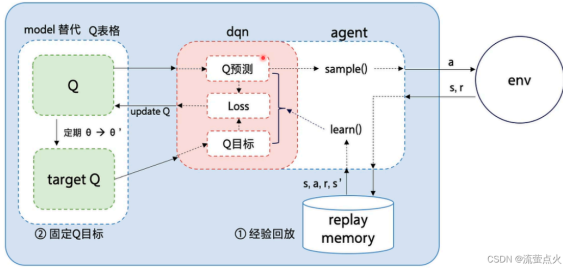 model 替代 Q表格
dqn
agent
Q
Q预测
sample()
a
env
s, r
Loss
update Q
learn()
定期 θ → θ'
target Q
Q目标
s, a, r, s'
replay
memory
② 固定Q目标
① 经验回放
CSDN @流萤点火